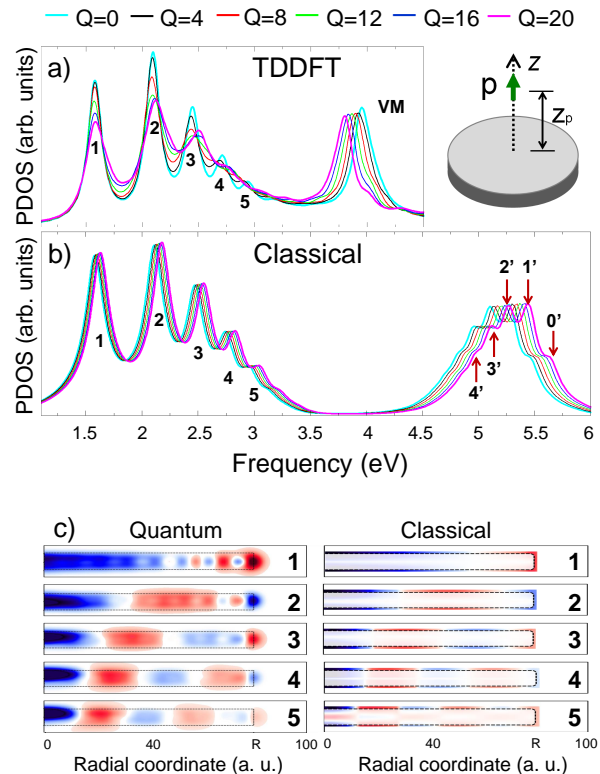 Q=0 Q=4 Q=8 Q=12 Q=16 Q=20
a) TDDFT
PDOS (arb. units)
1 2 3 4 5 VM
p z zp
b) Classical
PDOS (arb. units)
1 2 3 4 5
4' 3' 2' 1' 0'
1.5 2 2.5 3 3.5 4 4.5 5 5.5 6
Frequency (eV)
c) Quantum Classical
1 1
2 2
3 3
4 4
5 5
0 40 R 100 0 40 R 100
Radial coordinate (a. u.) Radial coordinate (a. u.)